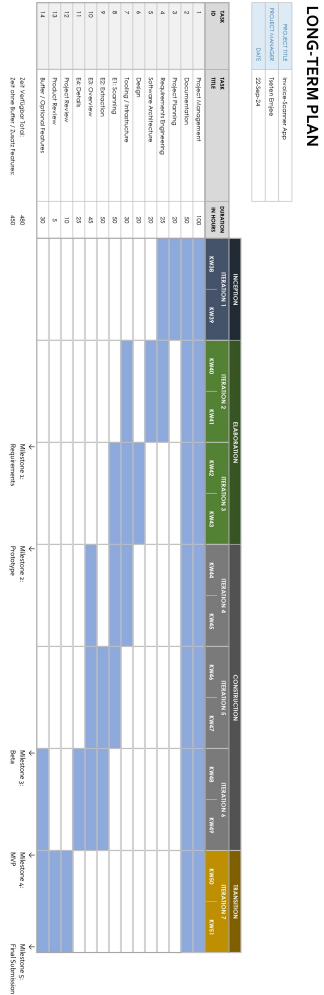 LONG-TERM PLAN
PROJECT TITLE Invoice-Scanner App
PROJECT MANAGER Tseten Emjee
DATE 22-Sep-24
INCEPTION ELABORATION CONSTRUCTION TRANSITION
TASK ID TASK TITLE DURATION IN HOURS ITERATION 1 ITERATION 2 ITERATION 3 ITERATION 4 ITERATION 5 ITERATION 6 ITERATION 7
KW38 KW39 KW40 KW41 KW42 KW43 KW44 KW45 KW46 KW47 KW48 KW49 KW50 KW51
1 Project Management 100
2 Documentation 50
3 Project Planning 20
4 Requirements Engineering 25
5 Software Architecture 20
6 Design 20
7 Tooling / Infrastructure 30
8 E1: Scanning 50
9 E2: Extraction 50
10 E3: Overview 45
11 E4: Details 25
12 Project Review 10
13 Product Review 5
14 Buffer / Optional Features 30
Zeit Verfügbar Total: 480 Milestone 1: Milestone 2: Milestone 3: Milestone 4: Milestone 5:
Zeit ohne Buffer / Zusatz Features: 450 Requirements Prototype Beta MVP Final Submission